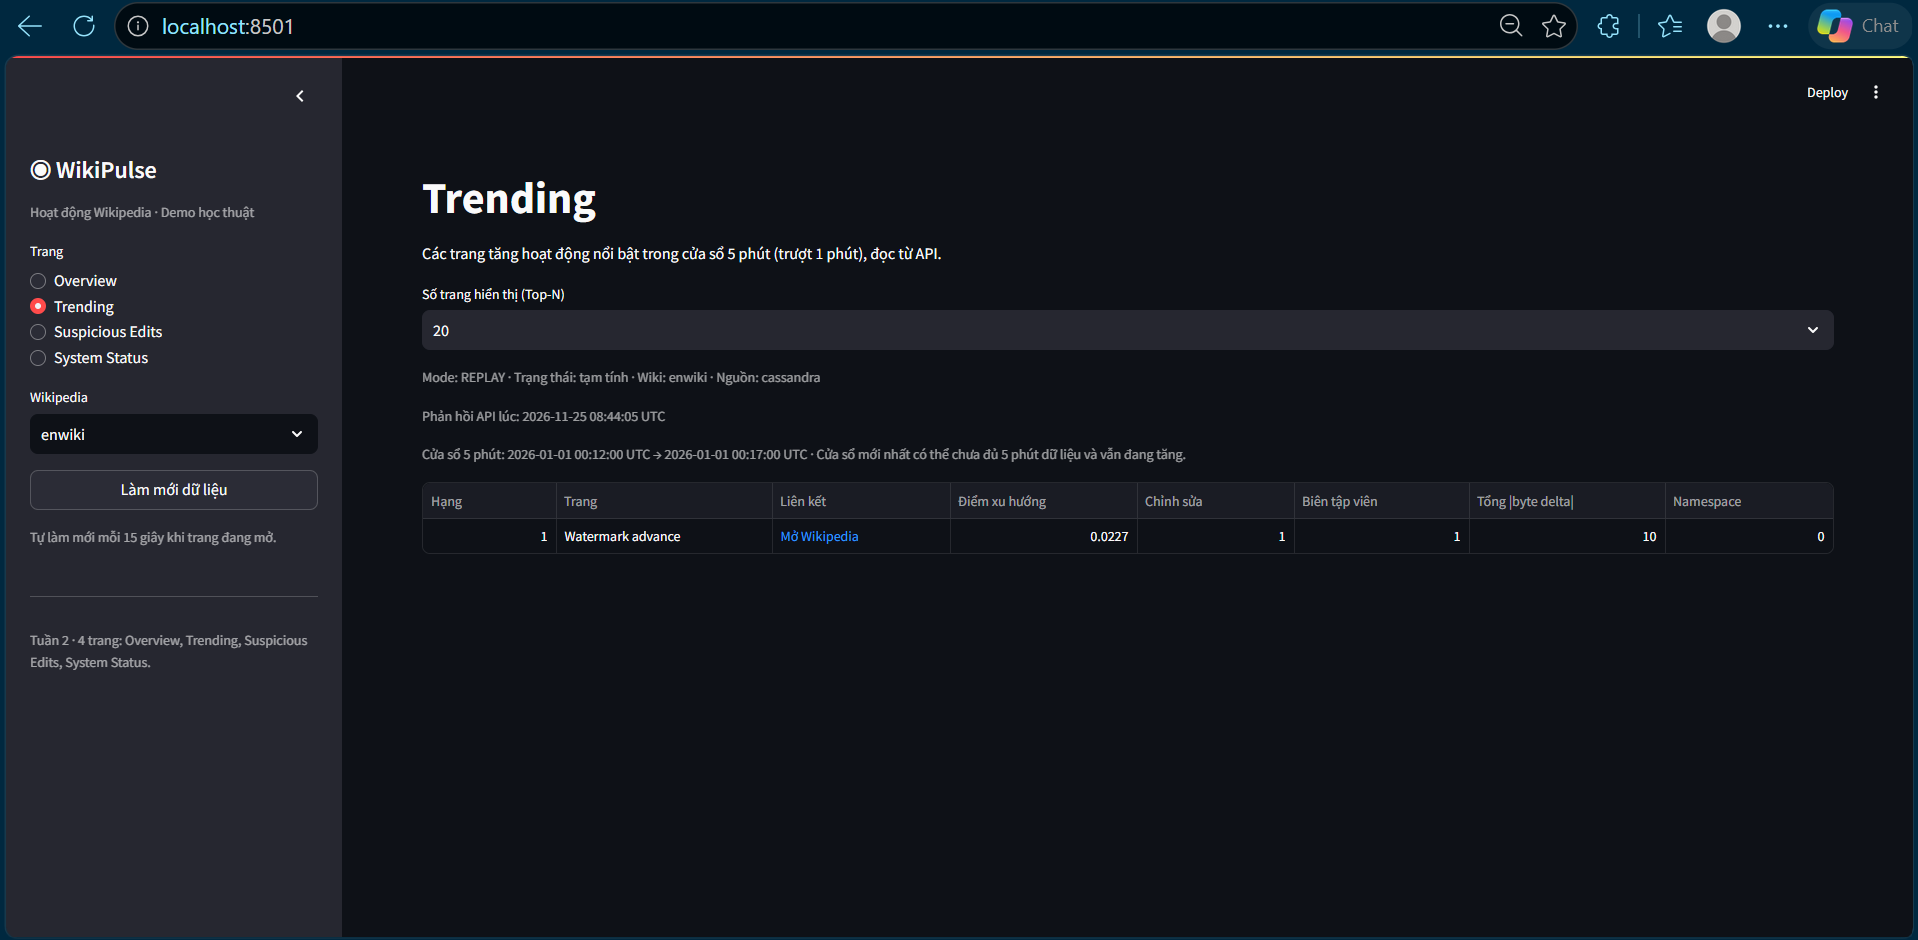 localhost:8501
Chat
Deploy
WikiPulse
Hoạt động Wikipedia · Demo học thuật
Trang
Overview
Trending
Suspicious Edits
System Status
Wikipedia
enwiki
Làm mới dữ liệu
Tự làm mới mỗi 15 giây khi trang đang mở.
Tuần 2 · 4 trang: Overview, Trending, Suspicious
Edits, System Status.
Trending
Các trang tăng hoạt động nổi bật trong cửa sổ 5 phút (trượt 1 phút), đọc từ API.
Số trang hiển thị (Top-N)
20
Mode: REPLAY · Trạng thái: tạm tính · Wiki: enwiki · Nguồn: cassandra
Phản hồi API lúc: 2026-11-25 08:44:05 UTC
Cửa sổ 5 phút: 2026-01-01 00:12:00 UTC → 2026-01-01 00:17:00 UTC · Cửa sổ mới nhất có thể chưa đủ 5 phút dữ liệu và vẫn đang tăng.
Hạng Trang Liên kết Điểm xu hướng Chỉnh sửa Biên tập viên Tổng |byte delta| Namespace
1 Watermark advance Mở Wikipedia 0.0227 1 1 10 0